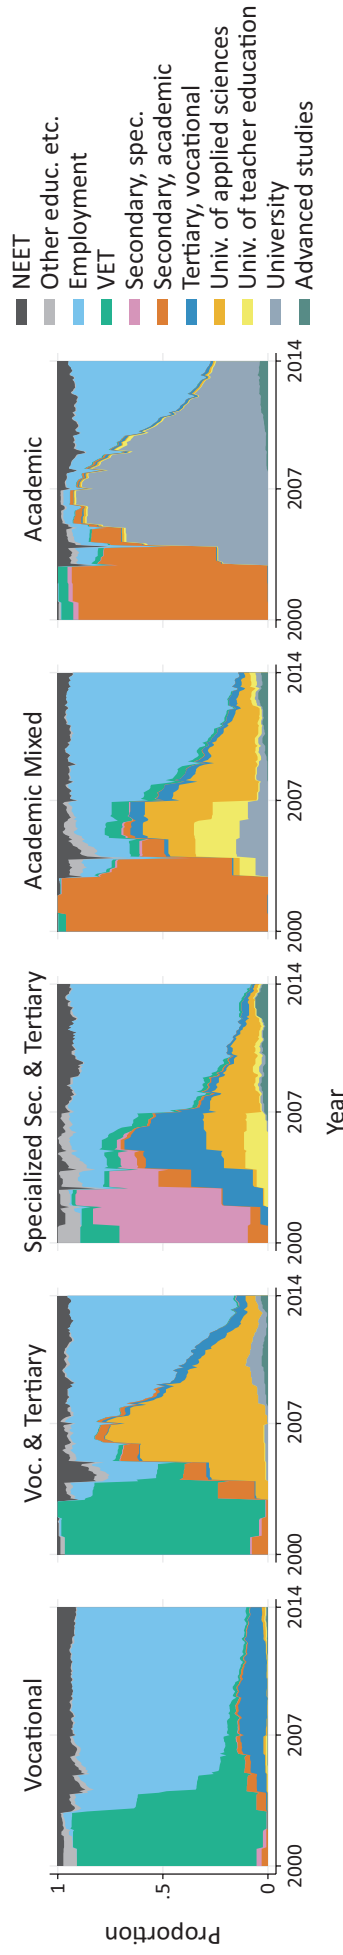 Vocational
Voc. & Tertiary
Specialized Sec. & Tertiary
Academic Mixed
Academic
Proportion
1
.5
0
2000
2007
2014
2000
2007
2014
2000
2007
2014
2000
2007
2014
2000
2007
2014
Year
NEET
Other educ. etc.
Employment
VET
Secondary, spec.
Secondary, academic
Tertiary, vocational
Univ. of applied sciences
Univ. of teacher education
University
Advanced studies